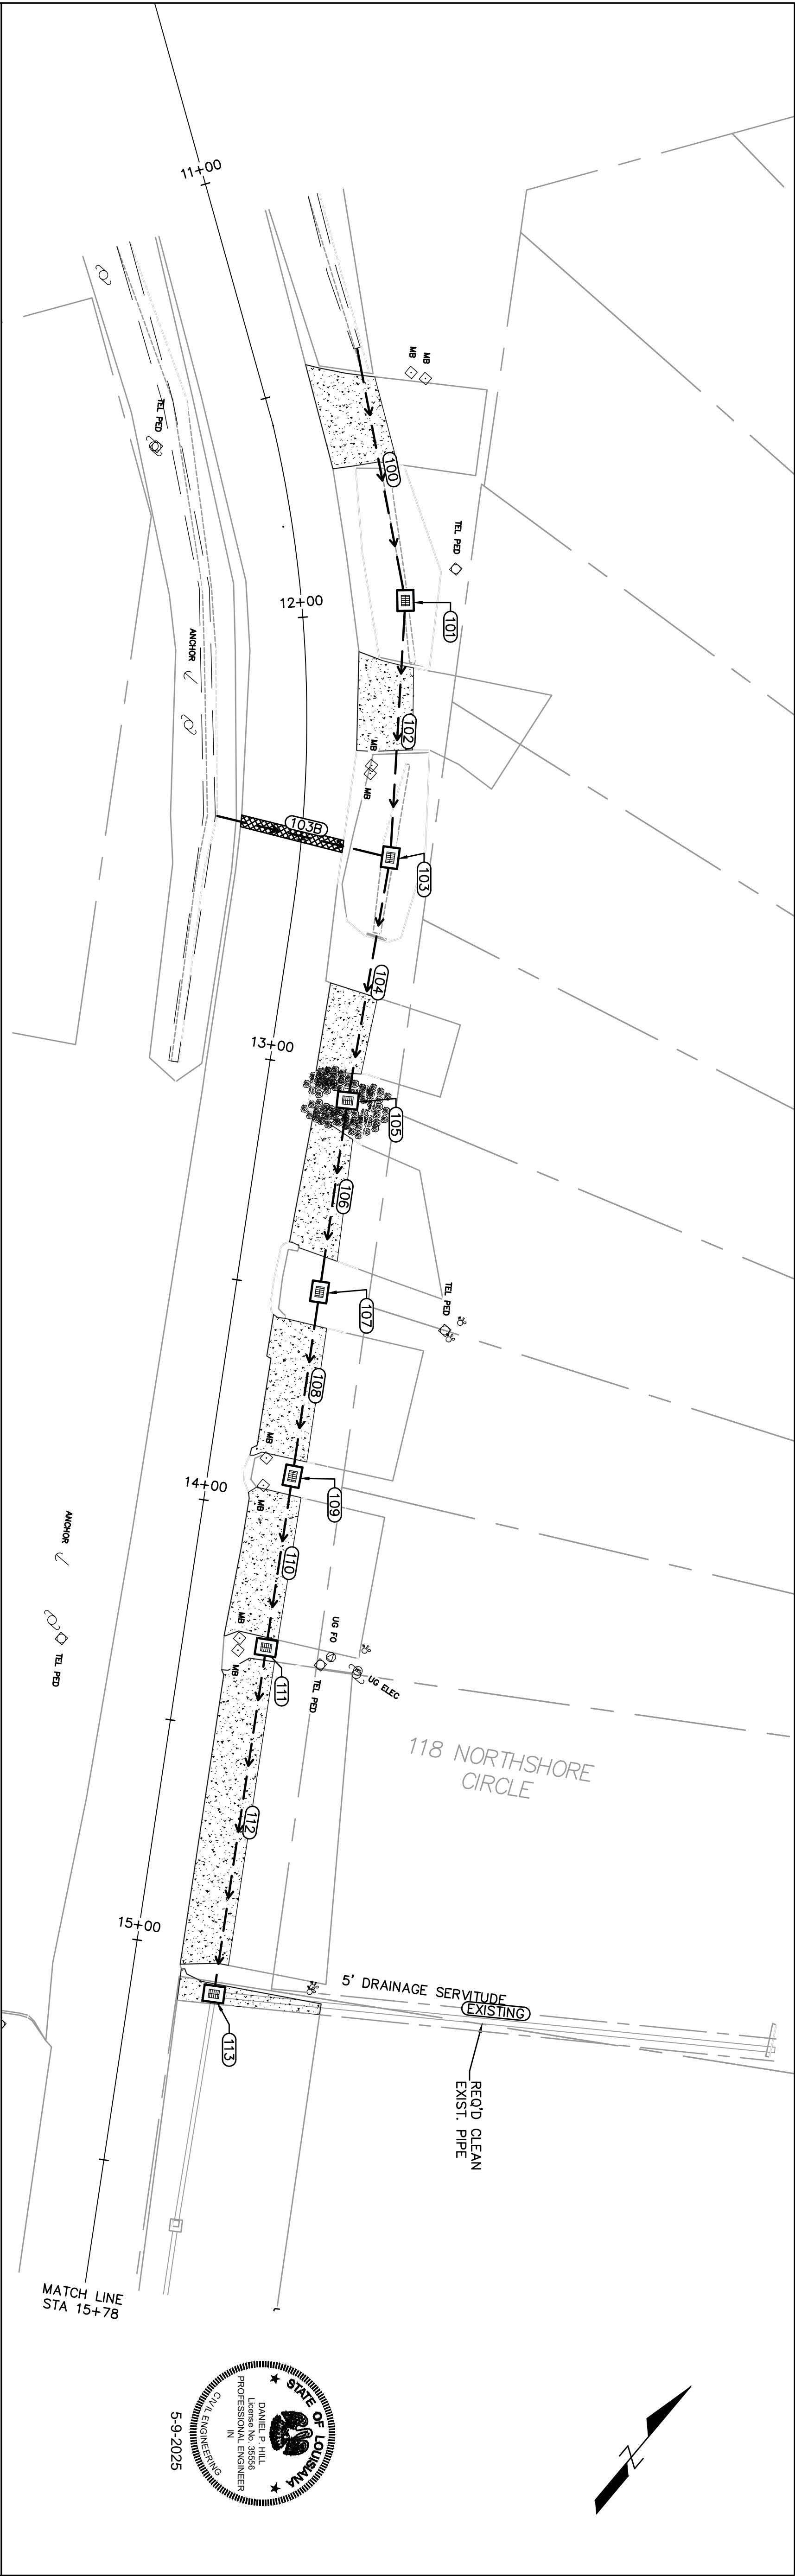 11+00
MB
MB
TEL PED
100
TEL PED
12+00
101
ANCHOR
102
MB
MB
103B
103
104
13+00
105
106
TEL PED
107
108
MB
14+00
109
MB
ANCHOR
110
MB
UG FO
MB
111
TEL PED
UG ELEC
TEL PED
118 NORTHSHORE
CIRCLE
112
15+00
5' DRAINAGE SERVITUDE
EXISTING
113
REQ'D CLEAN
EXIST. PIPE
MATCH LINE
STA 15+78
STATE OF LOUISIANA
DANIEL P. HILL
License No. 35556
PROFESSIONAL ENGINEER
IN
CIVIL ENGINEERING
5-9-2025
N